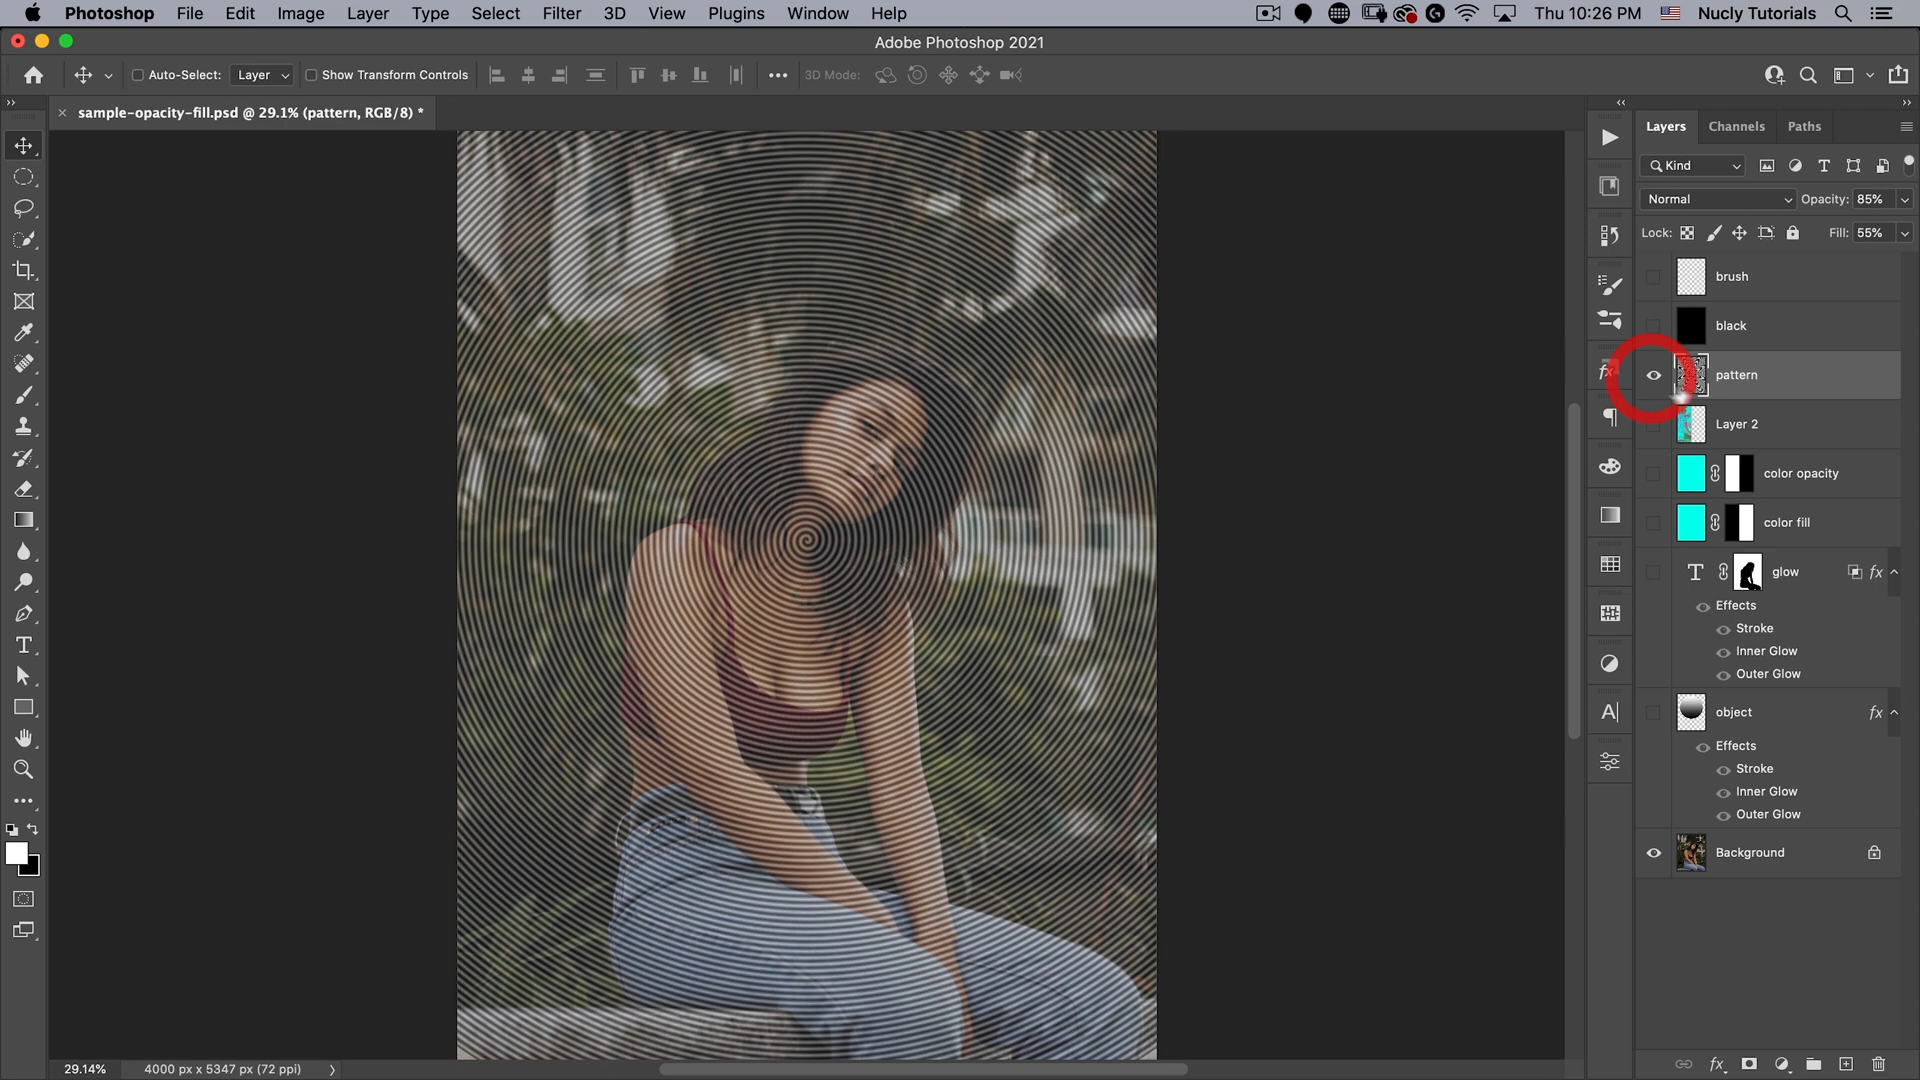 Photoshop File Edit Image Layer Type Select Filter 3D View Plugins Window Help Thu 10:26 PM Nucly Tutorials
Adobe Photoshop 2021
Auto-Select: Layer Show Transform Controls 3D Mode:
sample-opacity-fill.psd @ 29.1% (pattern, RGB/8) *
Layers Channels Paths
Kind
Normal Opacity: 85%
Lock: Fill: 55%
brush
black
pattern
Layer 2
color opacity
color fill
glow fx
Effects
Stroke
Inner Glow
Outer Glow
object fx
Effects
Stroke
Inner Glow
Outer Glow
Background
29.14% 4000 px x 5347 px (72 ppi)